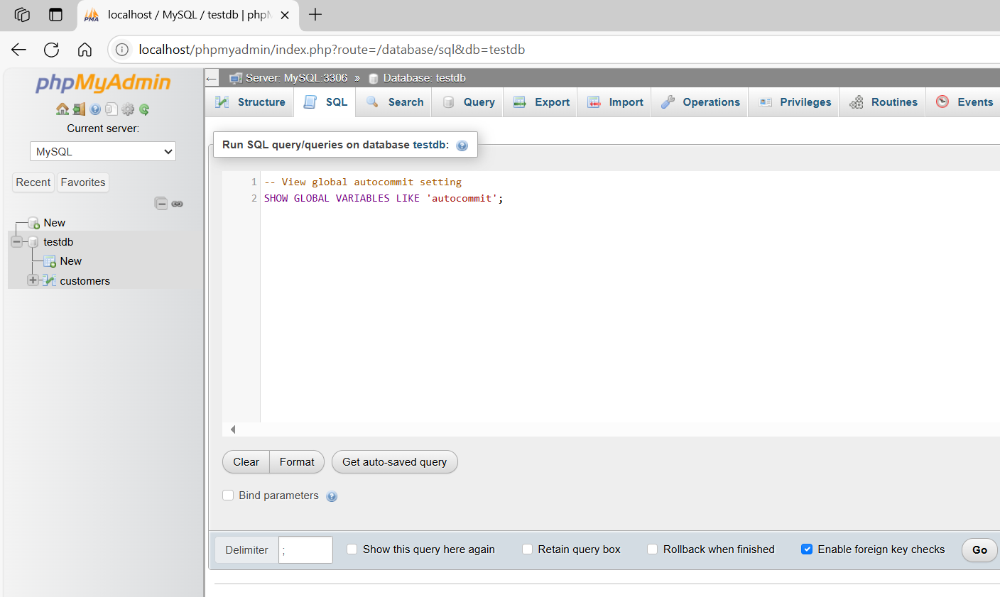 localhost / MySQL / testdb | phpM
localhost/phpmyadmin/index.php?route=/database/sql&db=testdb
phpMyAdmin
Current server:
MySQL
Recent
Favorites
New
testdb
New
customers
Server: MySQL:3306 » Database: testdb
Structure
SQL
Search
Query
Export
Import
Operations
Privileges
Routines
Events
Run SQL query/queries on database testdb:
1 -- View global autocommit setting
2 SHOW GLOBAL VARIABLES LIKE 'autocommit';
Clear
Format
Get auto-saved query
Bind parameters
Delimiter ;
Show this query here again
Retain query box
Rollback when finished
Enable foreign key checks
Go